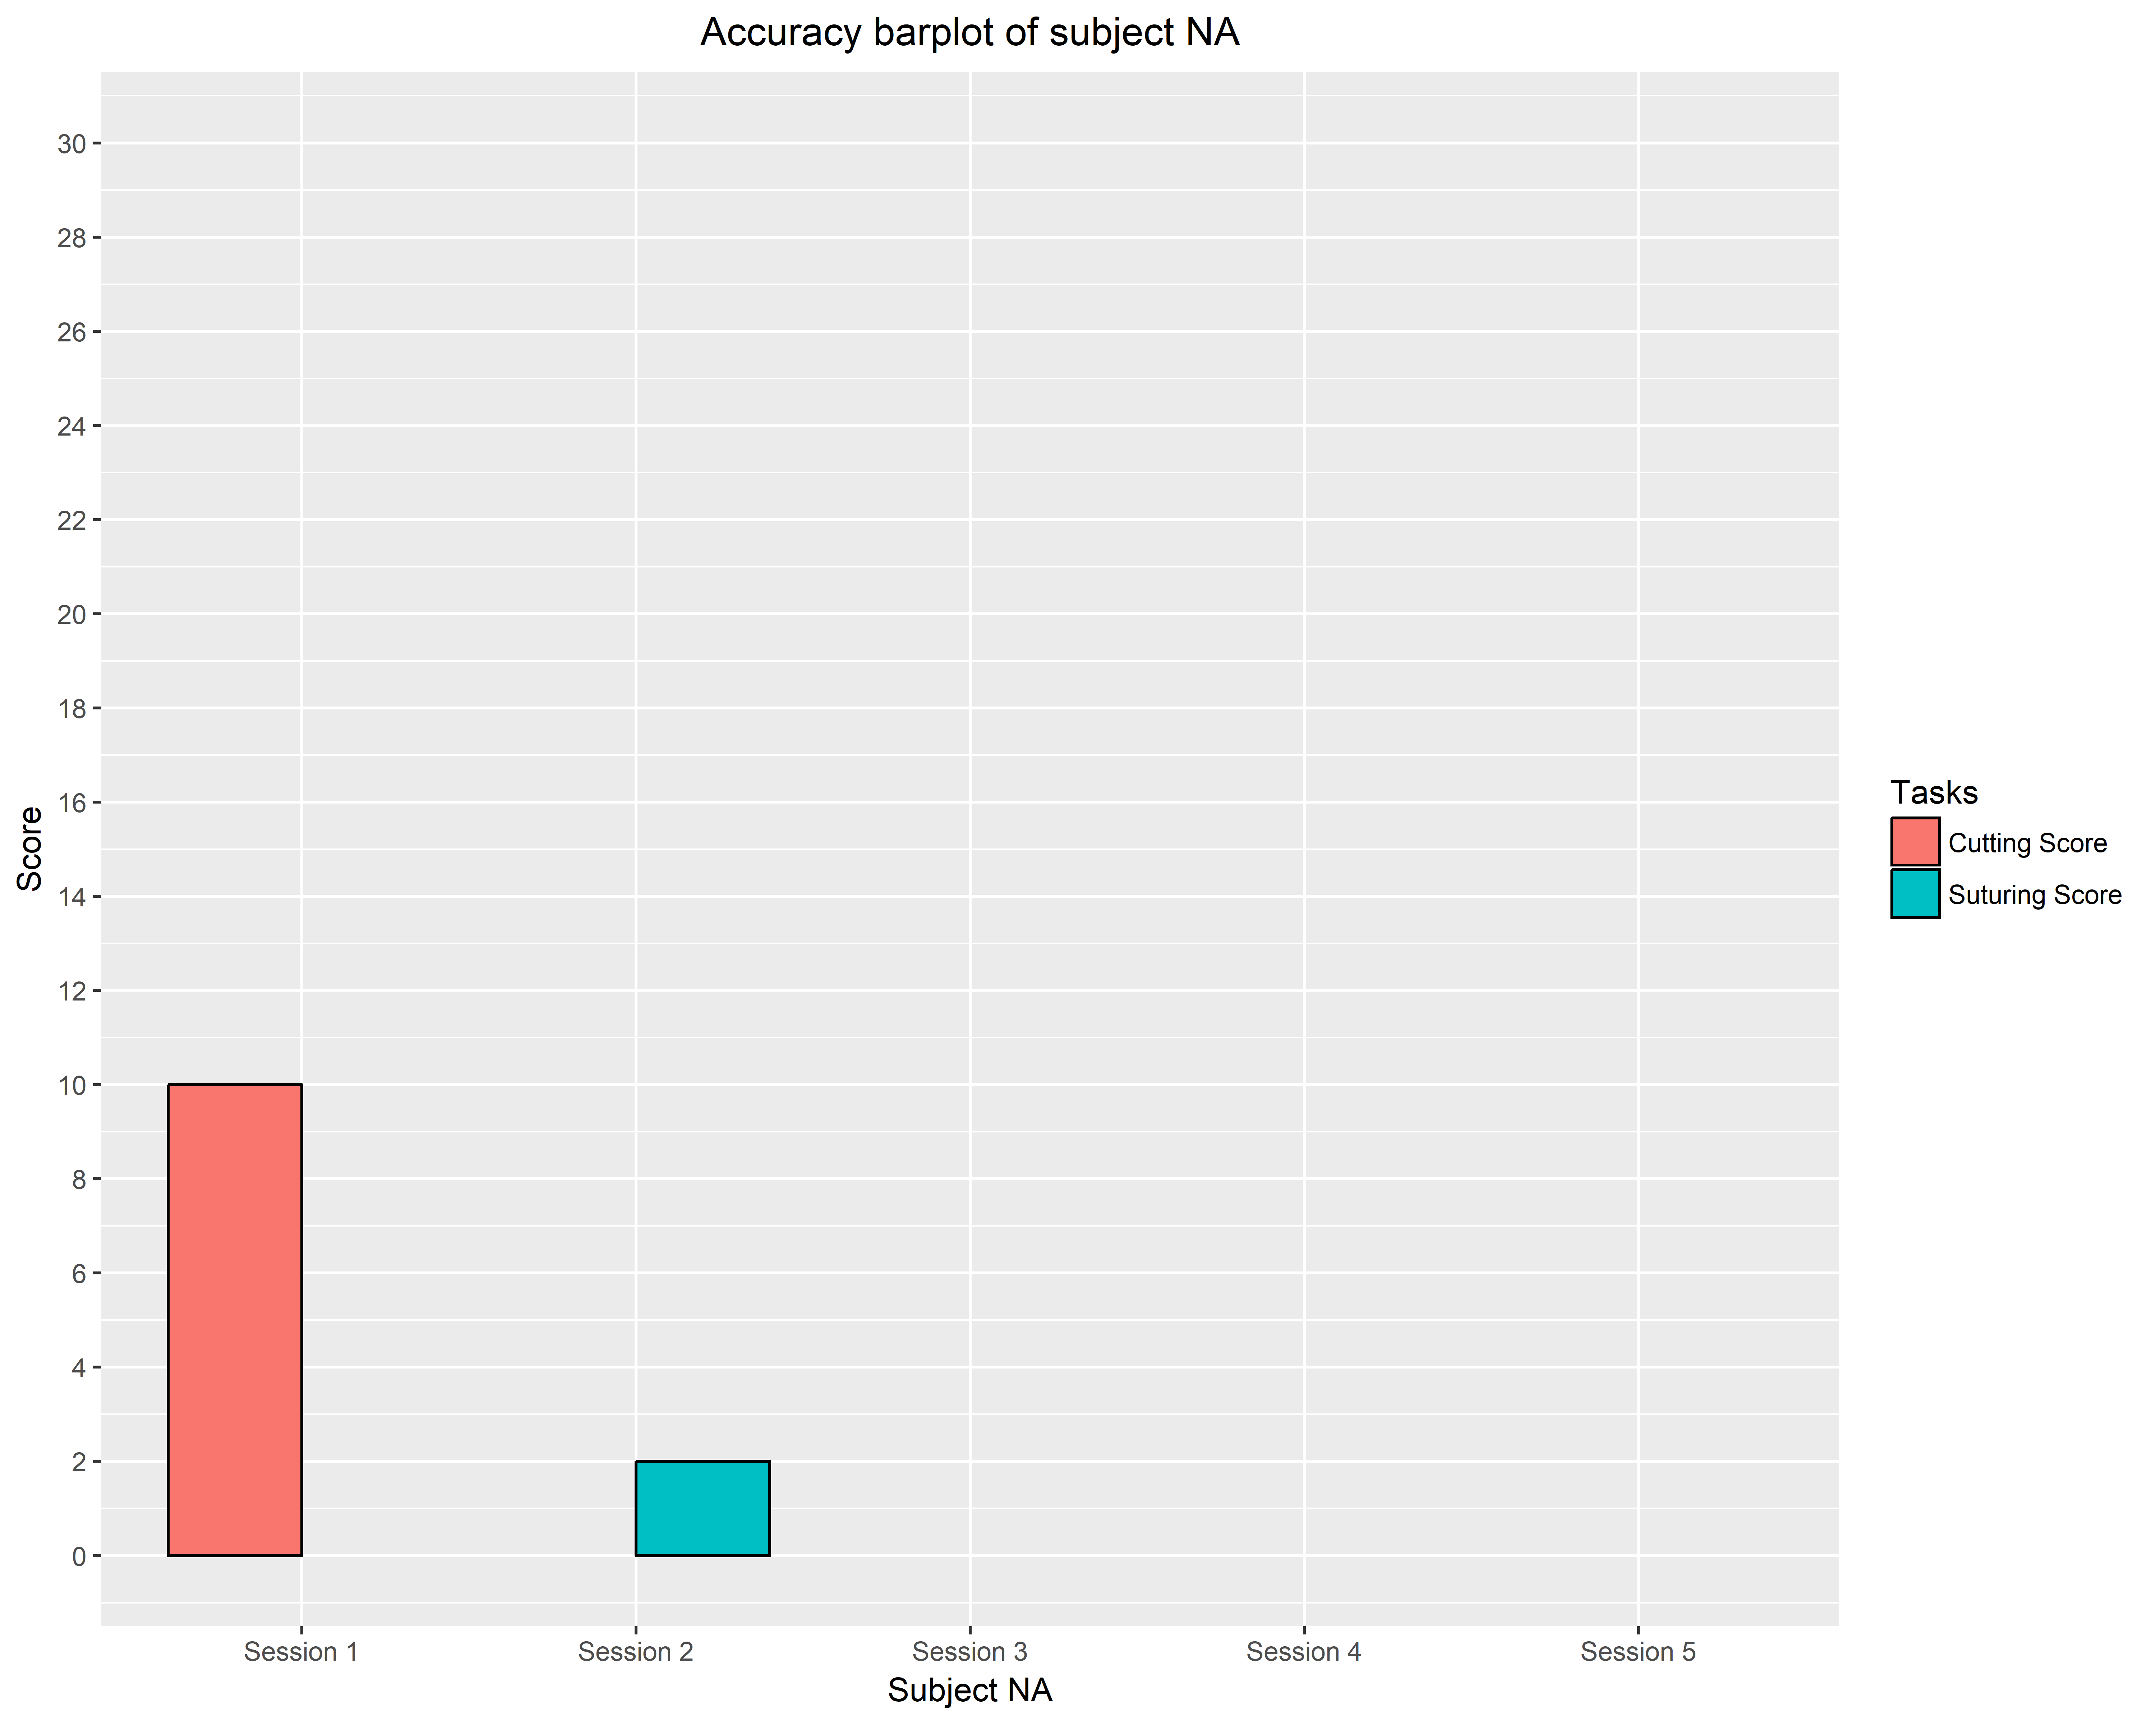 Accuracy barplot of subject NA
30
28
26
24
22
20
18
16
14
12
10
8
6
4
2
0
Score
Session 1
Session 2
Session 3
Session 4
Session 5
Subject NA
Tasks
Cutting Score
Suturing Score